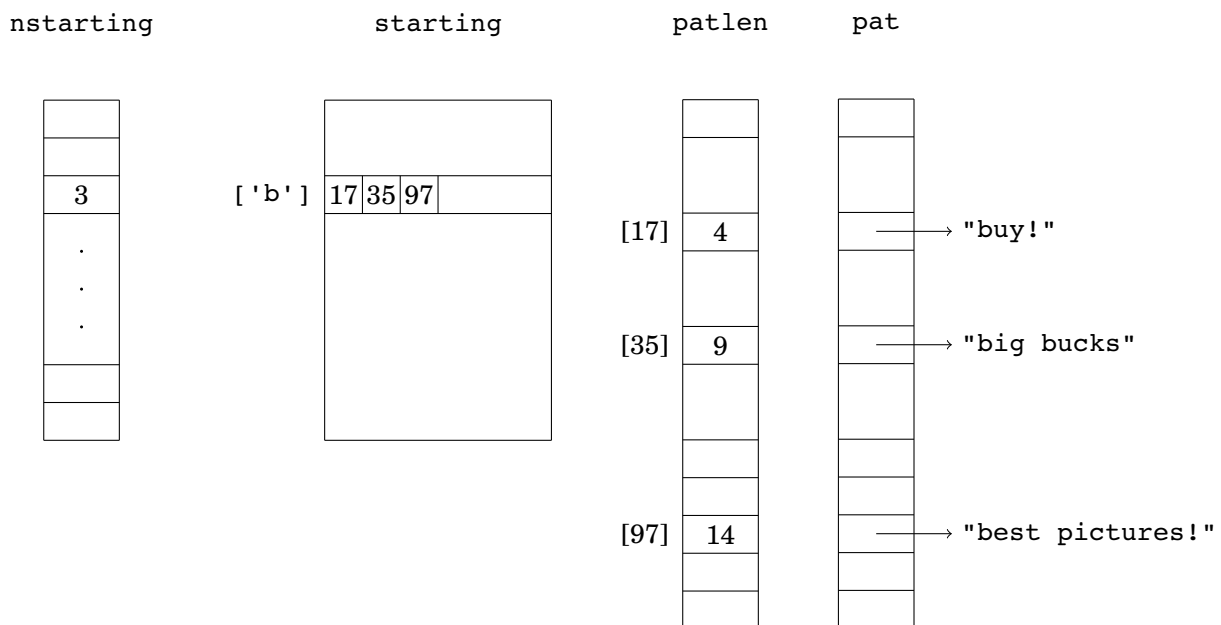 nstarting starting patlen pat
3 ['b'] 17 35 97
[17] 4 "buy!"
.
.
.
[35] 9 "big bucks"
[97] 14 "best pictures!"